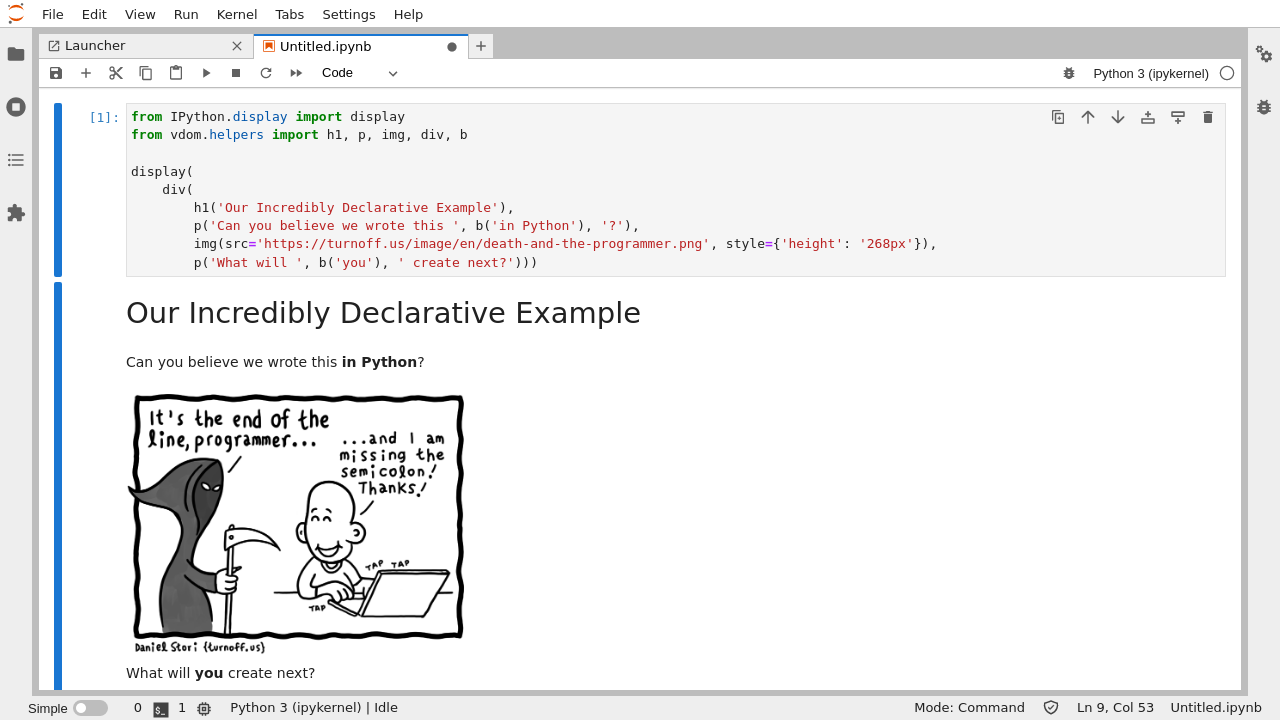 File Edit View Run Kernel Tabs Settings Help
Launcher
Untitled.ipynb
Code
Python 3 (ipykernel)
[1]:
from IPython.display import display
from vdom.helpers import h1, p, img, div, b
display(
    div(
        h1('Our Incredibly Declarative Example'),
        p('Can you believe we wrote this ', b('in Python'), '?'),
        img(src='https://turnoff.us/image/en/death-and-the-programmer.png', style={'height': '268px'}),
        p('What will ', b('you'), ' create next?')))
Our Incredibly Declarative Example
Can you believe we wrote this in Python?
It's the end of the
line, programmer...
...and I am
missing the
semicolon!
Thanks!
TAP TAP
TAP
Daniel Stori {turnoff.us}
What will you create next?
Simple 0 $_ 1 Python 3 (ipykernel) | Idle Mode: Command Ln 9, Col 53 Untitled.ipynb